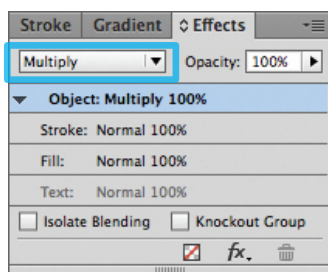 Stroke Gradient Effects
Multiply Opacity: 100%
Object: Multiply 100%
Stroke: Normal 100%
Fill: Normal 100%
Text: Normal 100%
Isolate Blending Knockout Group
fx.